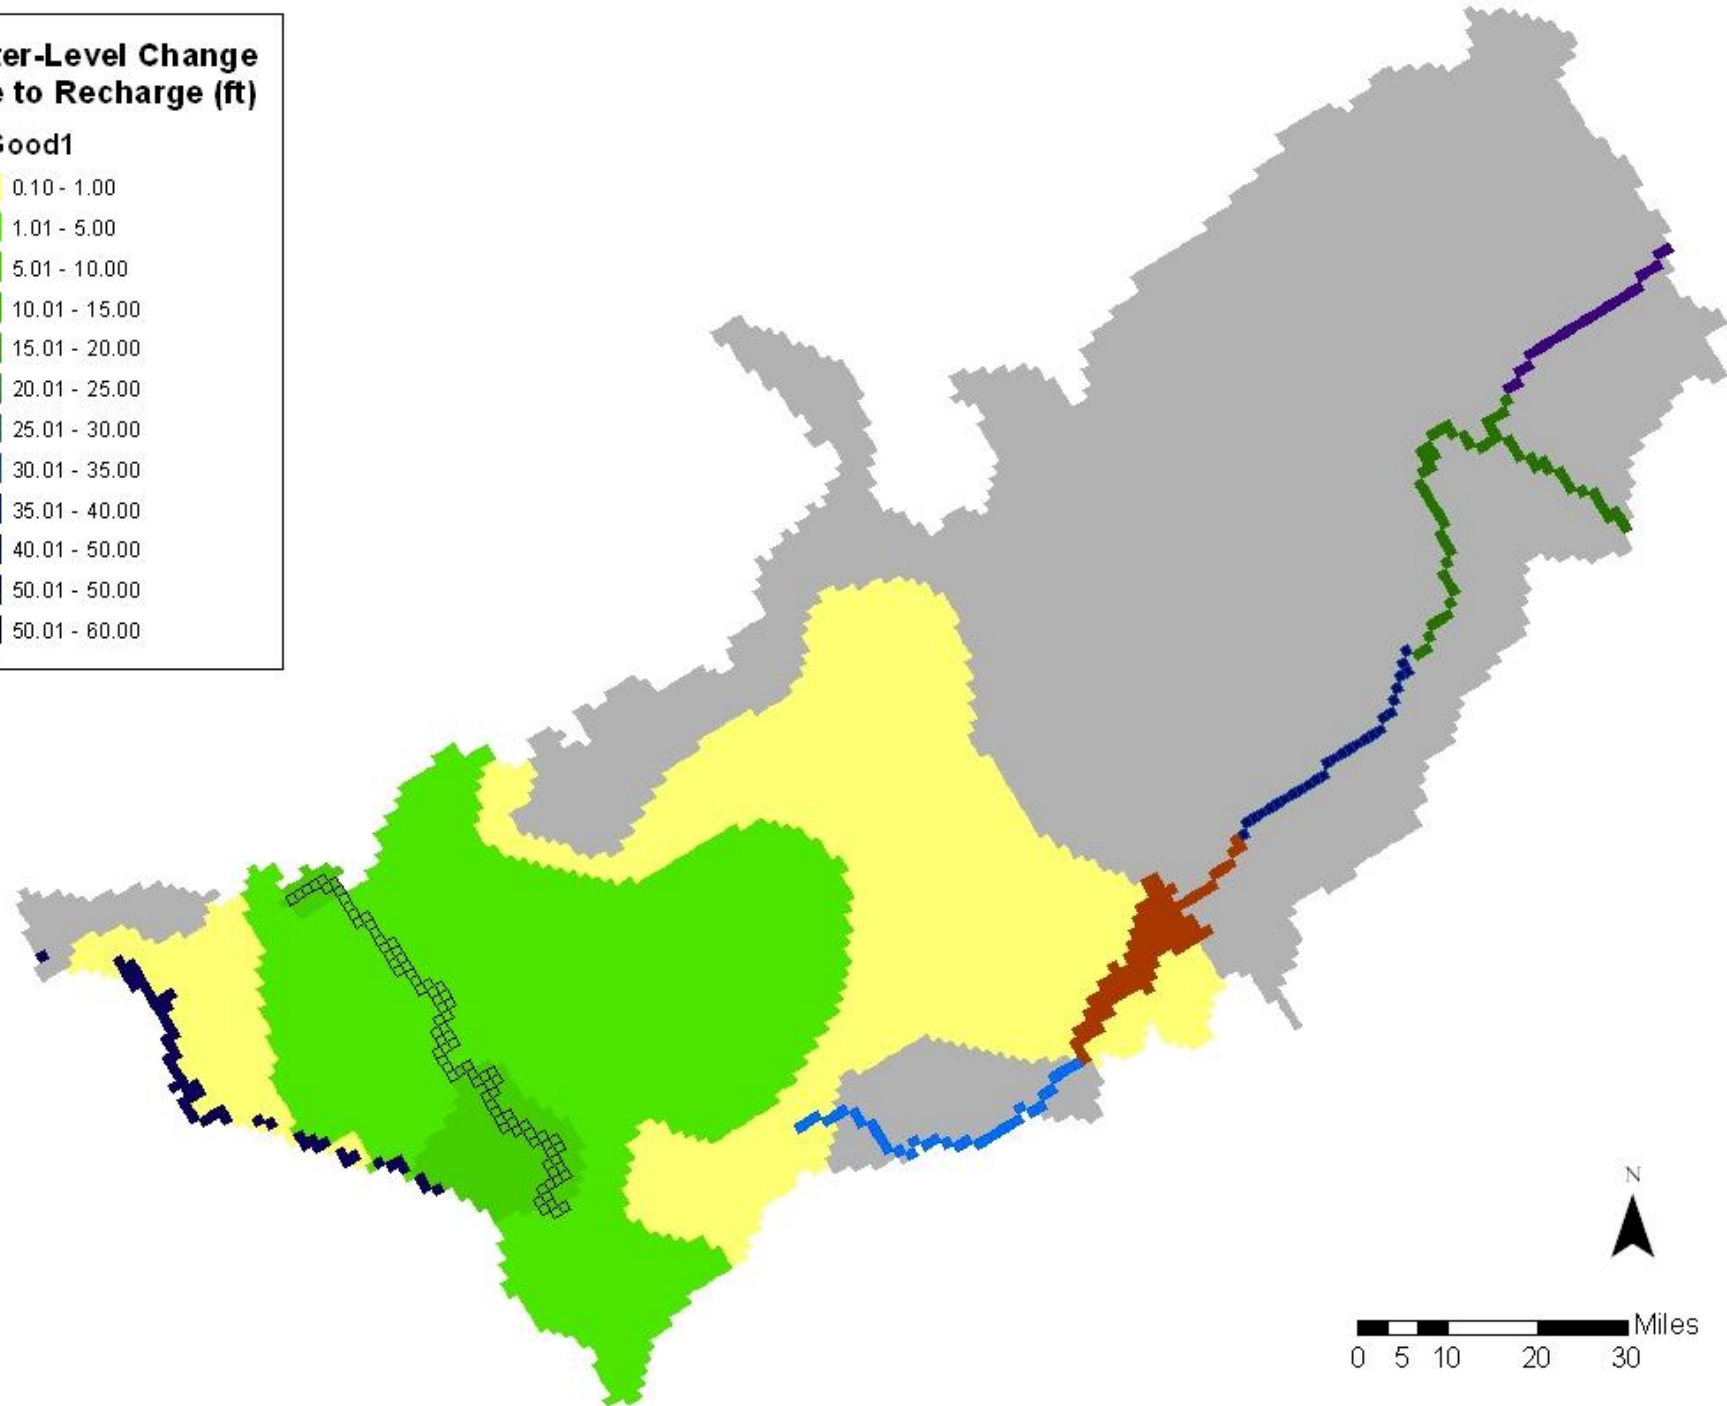 ter-Level Change
e to Recharge (ft)
Good1
0.10 - 1.00
1.01 - 5.00
5.01 - 10.00
10.01 - 15.00
15.01 - 20.00
20.01 - 25.00
25.01 - 30.00
30.01 - 35.00
35.01 - 40.00
40.01 - 50.00
50.01 - 50.00
50.01 - 60.00
N
Miles
0 5 10 20 30